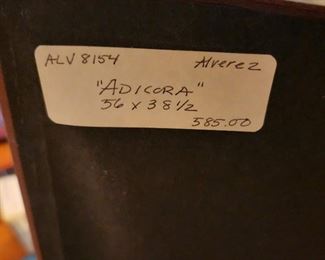 ALV 8154 Alverez
"ADICORA"
56 x 38 1/2
585.00